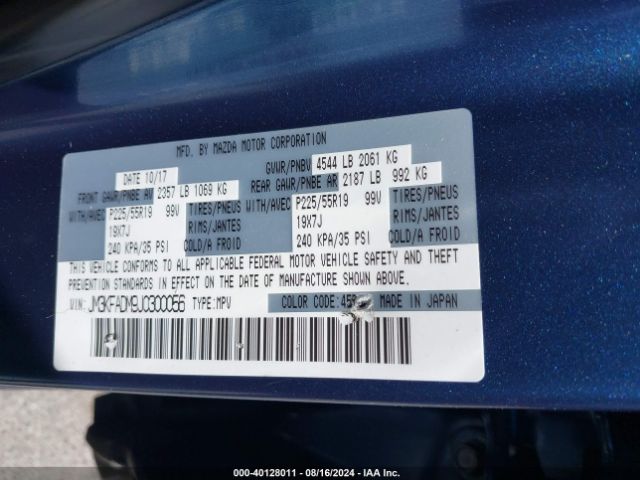 MFD. BY MAZDA MOTOR CORPORATION
DATE 10/17 GVWR/PNBV 4544 LB 2061 KG
FRONT GAWR/PNBE AV 2357 LB 1069 KG REAR GAWR/PNBE AR 2187 LB 992 KG
WITH/AVEC P225/55R19 99V TIRES/PNEUS WITH/AVEC P225/55R19 99V TIRES/PNEUS
19X7J RIMS/JANTES 19X7J RIMS/JANTES
240 KPA/35 PSI COLD/A FROID 240 KPA/35 PSI COLD/A FROID
THIS VEHICLE CONFORMS TO ALL APPLICABLE FEDERAL MOTOR VEHICLE SAFETY AND THEFT
PREVENTION STANDARDS IN EFFECT ON THE DATE OF MANUFACTURE SHOWN ABOVE.
VIN: JM3KFADM9J0300056 TYPE: MPV COLOR CODE: MADE IN JAPAN
000-40128011 - 08/16/2024 - IAA Inc.